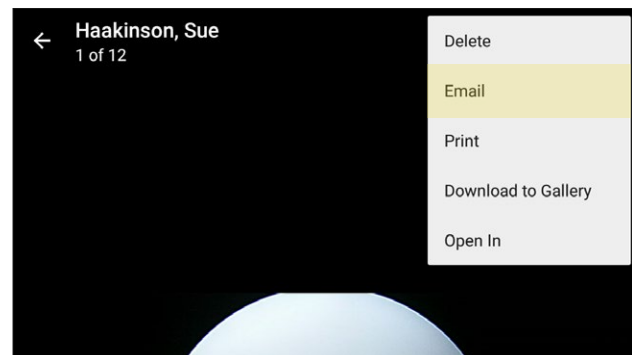 Haakinson, Sue
1 of 12
Delete
Email
Print
Download to Gallery
Open In